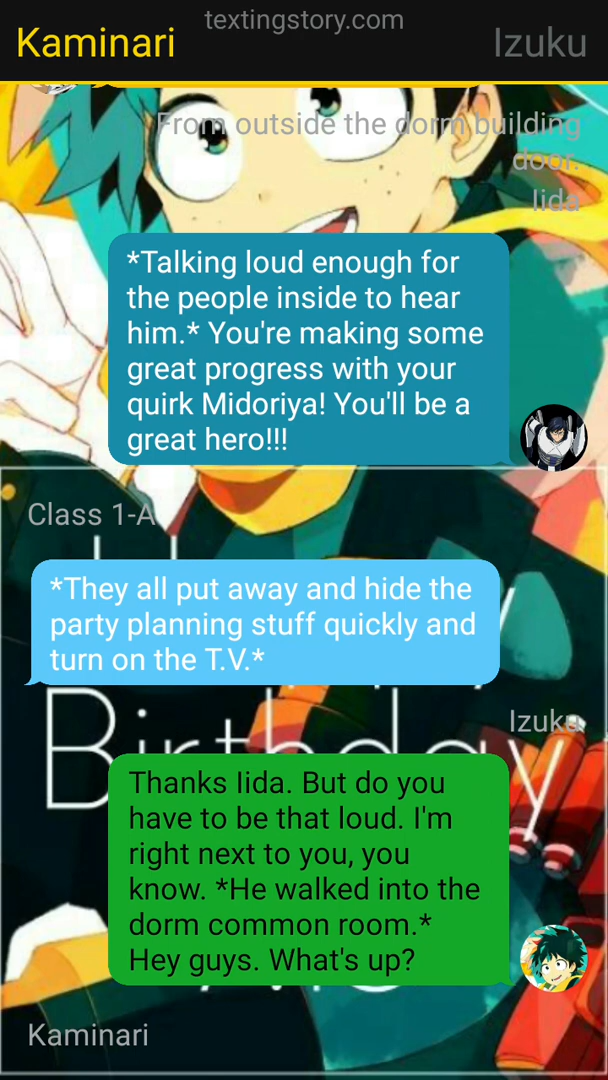 textingstory.com
Kaminari
Izuku
From outside the dorm building
door.
Iida
*Talking loud enough for
the people inside to hear
him.* You're making some
great progress with your
quirk Midoriya! You'll be a
great hero!!!
Class 1-A
*They all put away and hide the
party planning stuff quickly and
turn on the T.V.*
Birthday
Izuku
Thanks Iida. But do you
have to be that loud. I'm
right next to you, you
know. *He walked into the
dorm common room.*
Hey guys. What's up?
Kaminari